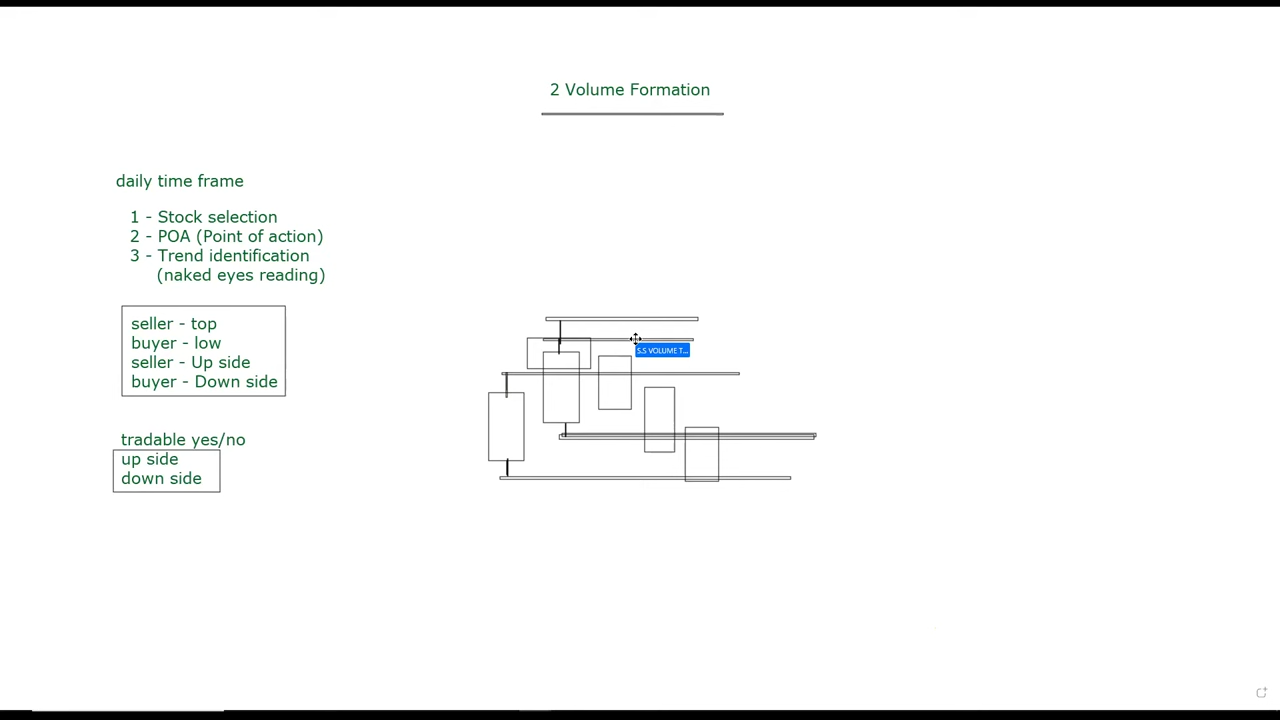 2 Volume Formation
daily time frame
1 - Stock selection
2 - POA (Point of action)
3 - Trend identification
(naked eyes reading)
seller - top
buyer - low
seller - Up side
buyer - Down side
S.S VOLUME T...
tradable yes/no
up side
down side